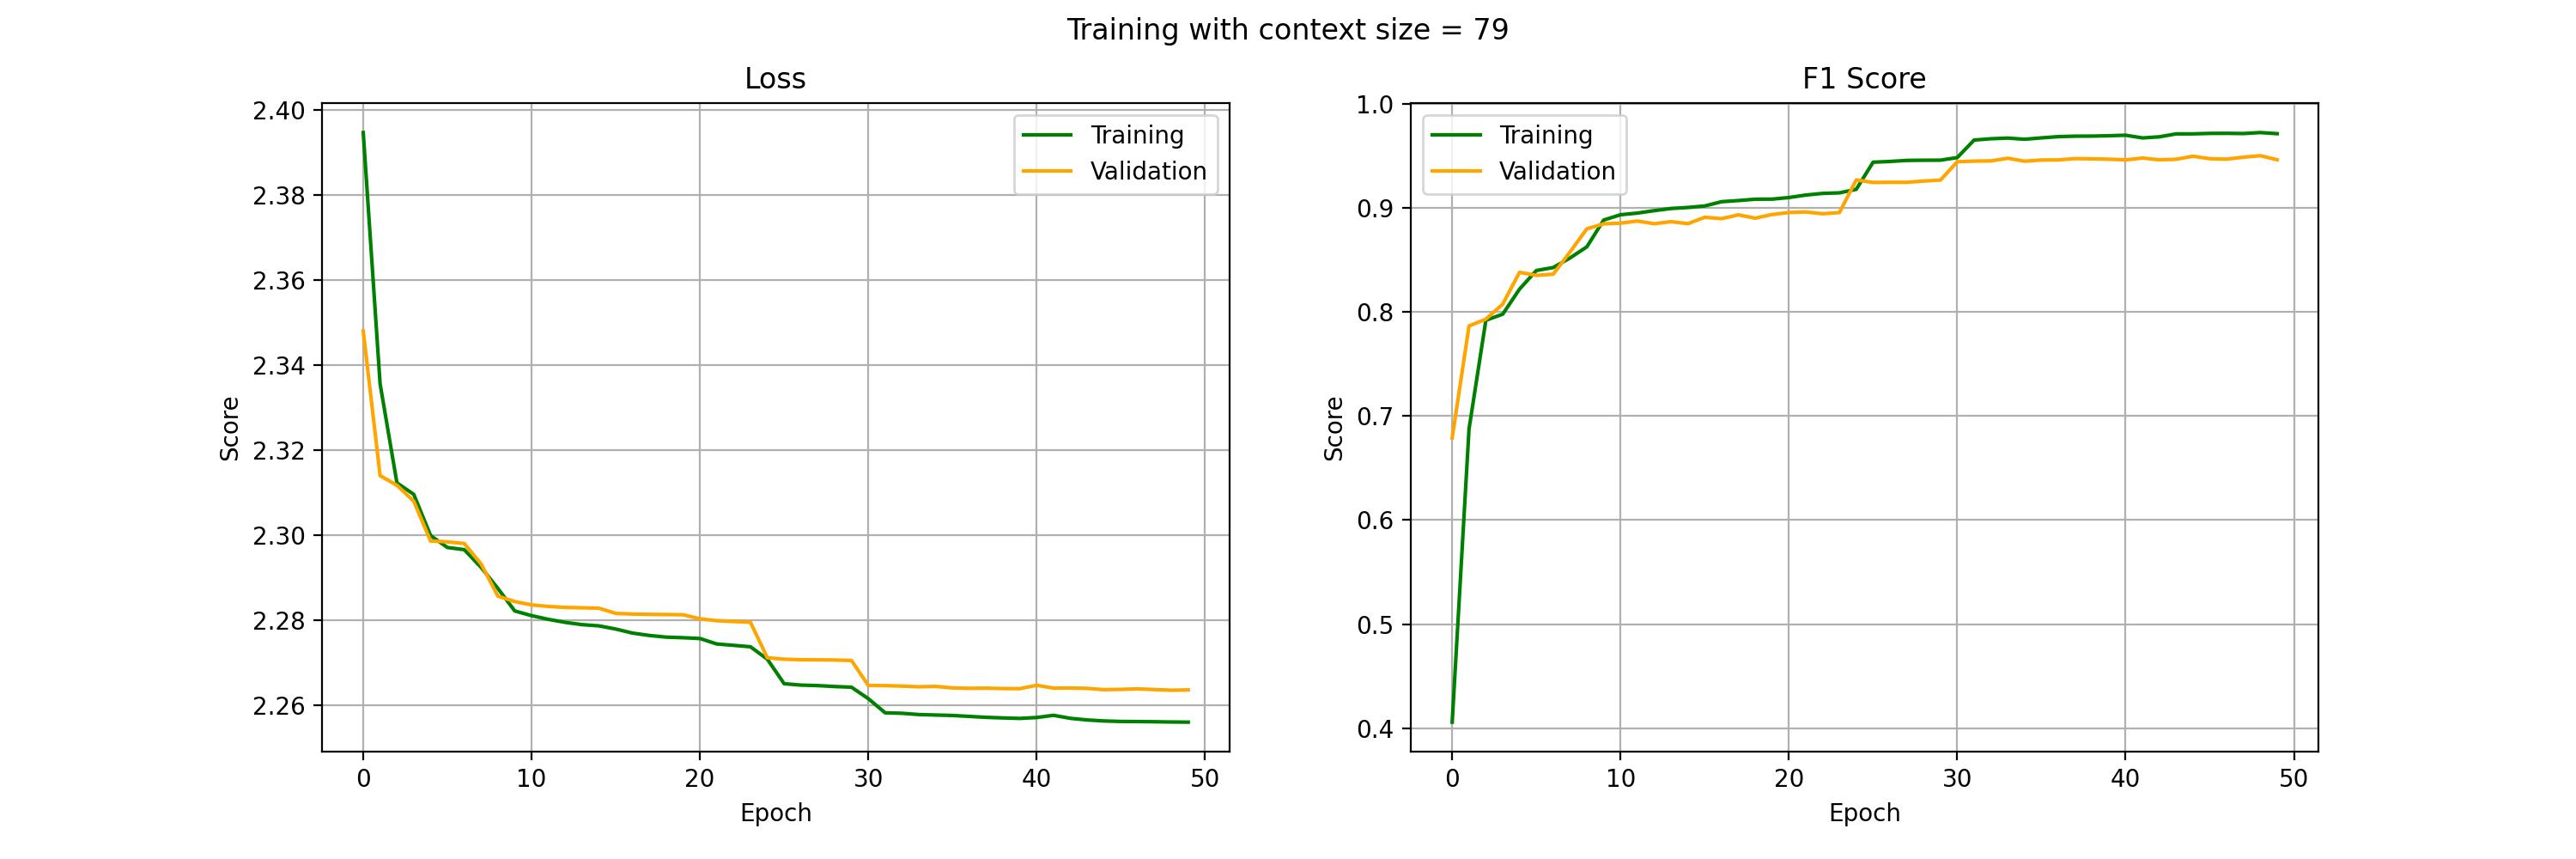 Training with context size = 79
Loss
2.40
2.38
2.36
2.34
2.32
2.30
2.28
2.26
Score
Training
Validation
0 10 20 30 40 50
Epoch
F1 Score
1.0
0.9
0.8
0.7
0.6
0.5
0.4
Score
Training
Validation
0 10 20 30 40 50
Epoch